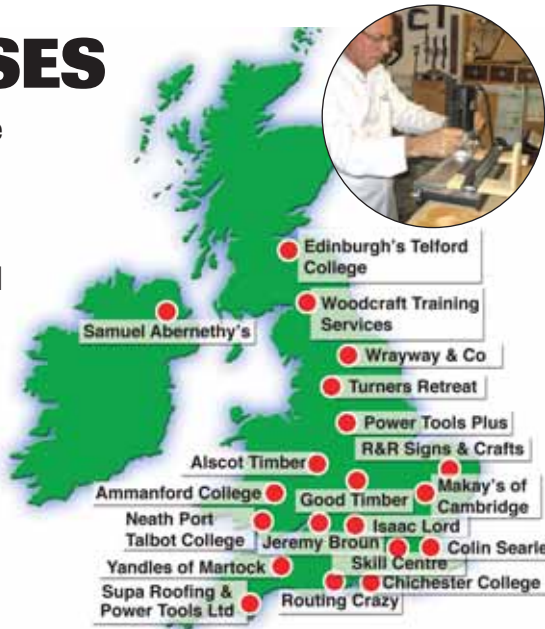 SES
e
Edinburgh's Telford
College
Woodcraft Training
Services
Samuel Abernethy's
Wrayway & Co
Turners Retreat
Power Tools Plus
R&R Signs & Crafts
Alscot Timber
Ammanford College
Good Timber
Makay's of
Cambridge
Neath Port
Talbot College
Isaac Lord
Jeremy Broun
Colin Searle
Skill Centre
Yandles of Martock
Chichester College
Supa Roofing &
Power Tools Ltd
Routing Crazy